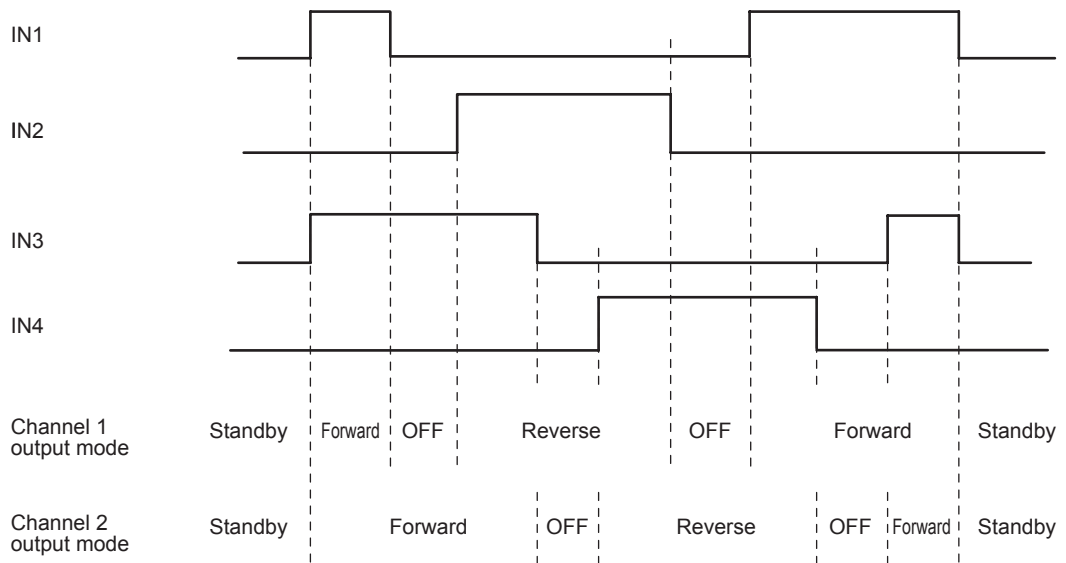 IN1
IN2
IN3
IN4
Channel 1
output mode
Standby Forward OFF Reverse OFF Forward Standby
Channel 2
output mode
Standby Forward OFF Reverse OFF Forward Standby